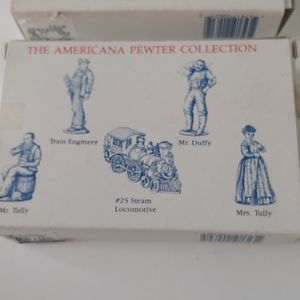 THE AMERICANA PEWTER COLLECTION
Train Engineer
Mr. Duffy
Mr. Tully
#25 Steam
Locomotive
Mrs. Tully